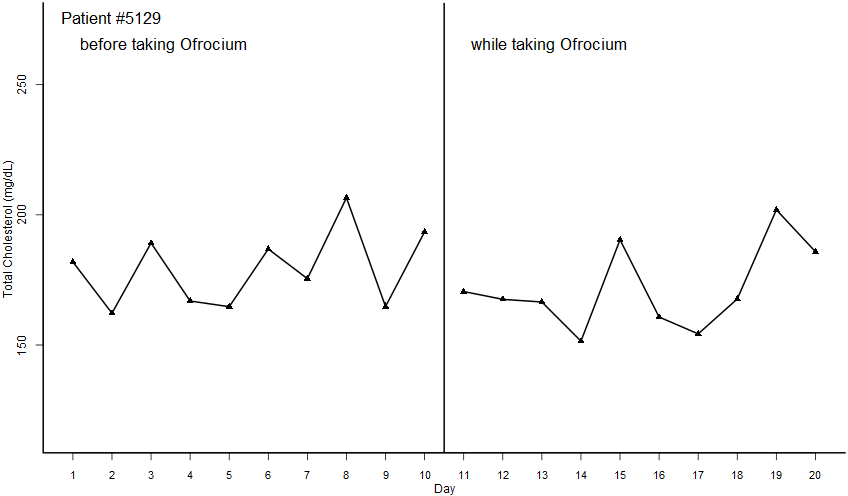 Patient #5129
before taking Ofrocium
while taking Ofrocium
Total Cholesterol (mg/dL)
250
200
150
1 2 3 4 5 6 7 8 9 10 11 12 13 14 15 16 17 18 19 20
Day